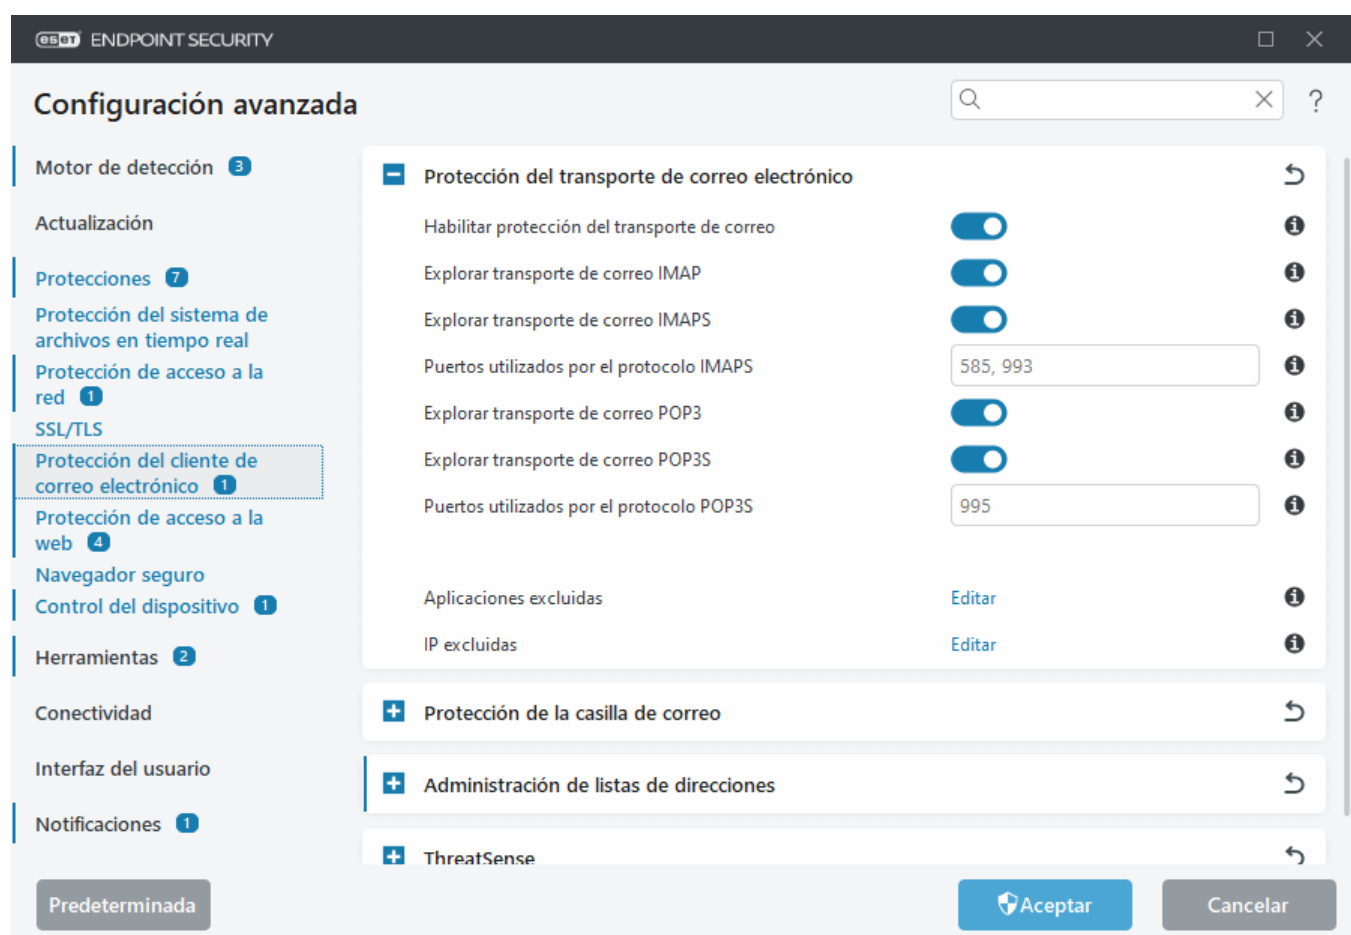 eset ENDPOINT SECURITY
Configuración avanzada
?
Motor de detección 3
Actualización
Protecciones 7
Protección del sistema de
archivos en tiempo real
Protección de acceso a la
red 1
SSL/TLS
Protección del cliente de
correo electrónico 1
Protección de acceso a la
web 4
Navegador seguro
Control del dispositivo 1
Herramientas 2
Conectividad
Interfaz del usuario
Notificaciones 1
Protección del transporte de correo electrónico
Habilitar protección del transporte de correo
Explorar transporte de correo IMAP
Explorar transporte de correo IMAPS
Puertos utilizados por el protocolo IMAPS 585, 993
Explorar transporte de correo POP3
Explorar transporte de correo POP3S
Puertos utilizados por el protocolo POP3S 995
Aplicaciones excluidas Editar
IP excluidas Editar
Protección de la casilla de correo
Administración de listas de direcciones
ThreatSense
Predeterminada
Aceptar
Cancelar